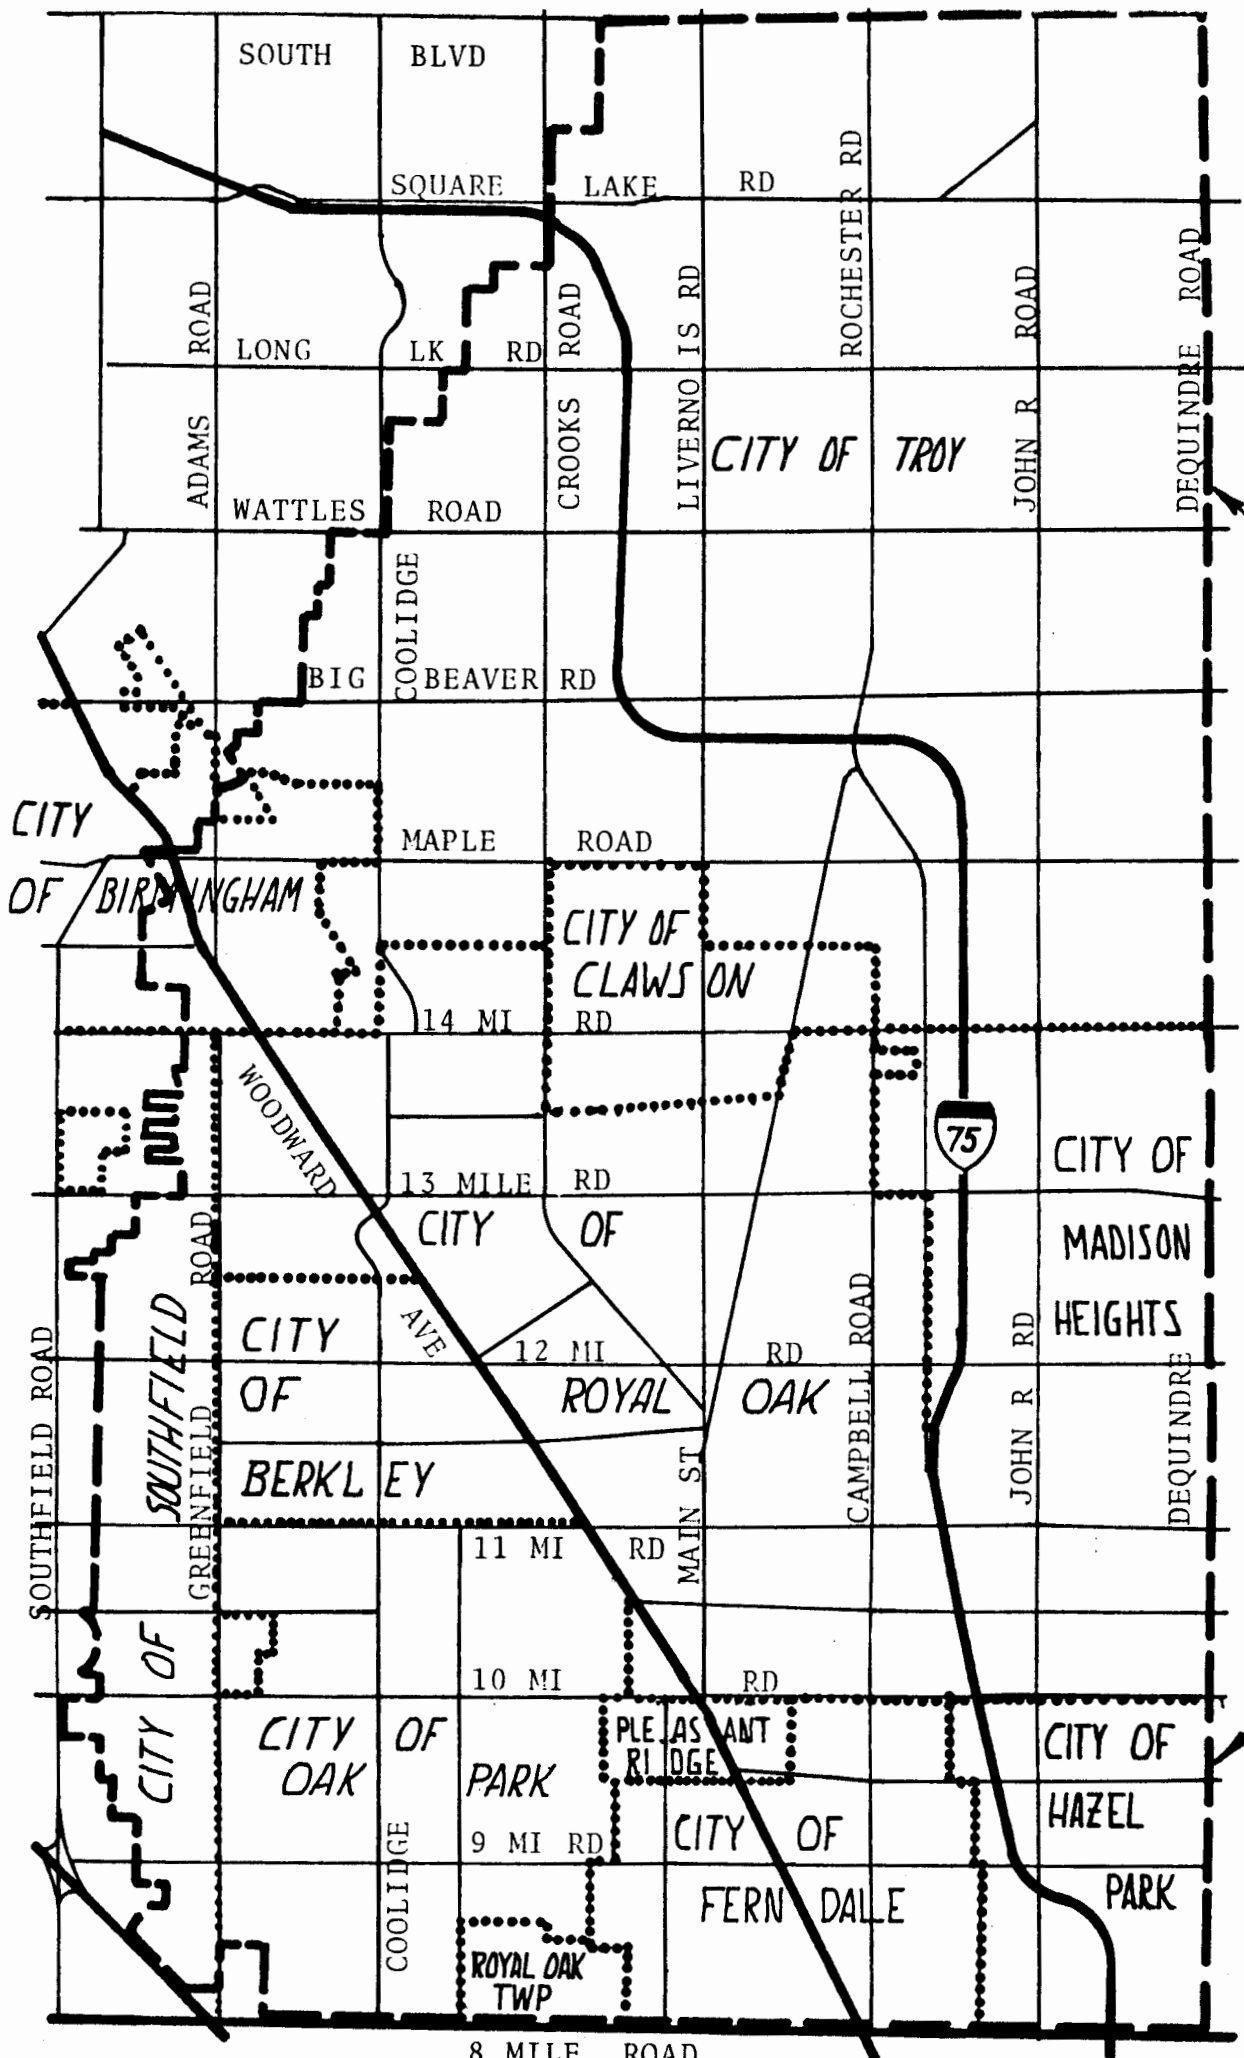 SOUTH BLVD
SQUARE LAKE RD
ROCHESTER RD
ADAMS ROAD
LONG LK RD
CROOKS ROAD
LIVERNOIS RD
JOHN R ROAD
DEQUINDRE ROAD
CITY OF TROY
WATTLES ROAD
COOLIDGE
BIG BEAVER RD
CITY
OF BIRMINGHAM
MAPLE ROAD
CITY OF
CLAWSON
14 MI RD
WOODWARD AVE
75
CITY OF
MADISON
HEIGHTS
13 MILE RD
CITY OF
ROYAL OAK
12 MI RD
CITY
OF
BERKLEY
SOUTHFIELD ROAD
CITY OF SOUTHFIELD
GREENFIELD ROAD
MAIN ST
CAMPBELL ROAD
JOHN R RD
DEQUINDRE
11 MI RD
10 MI RD
CITY OF
OAK PARK
PLEASANT
RIDGE
CITY OF
HAZEL
PARK
9 MI RD
CITY OF
FERN DALE
COOLIDGE
ROYAL OAK
TWP
8 MILE ROAD